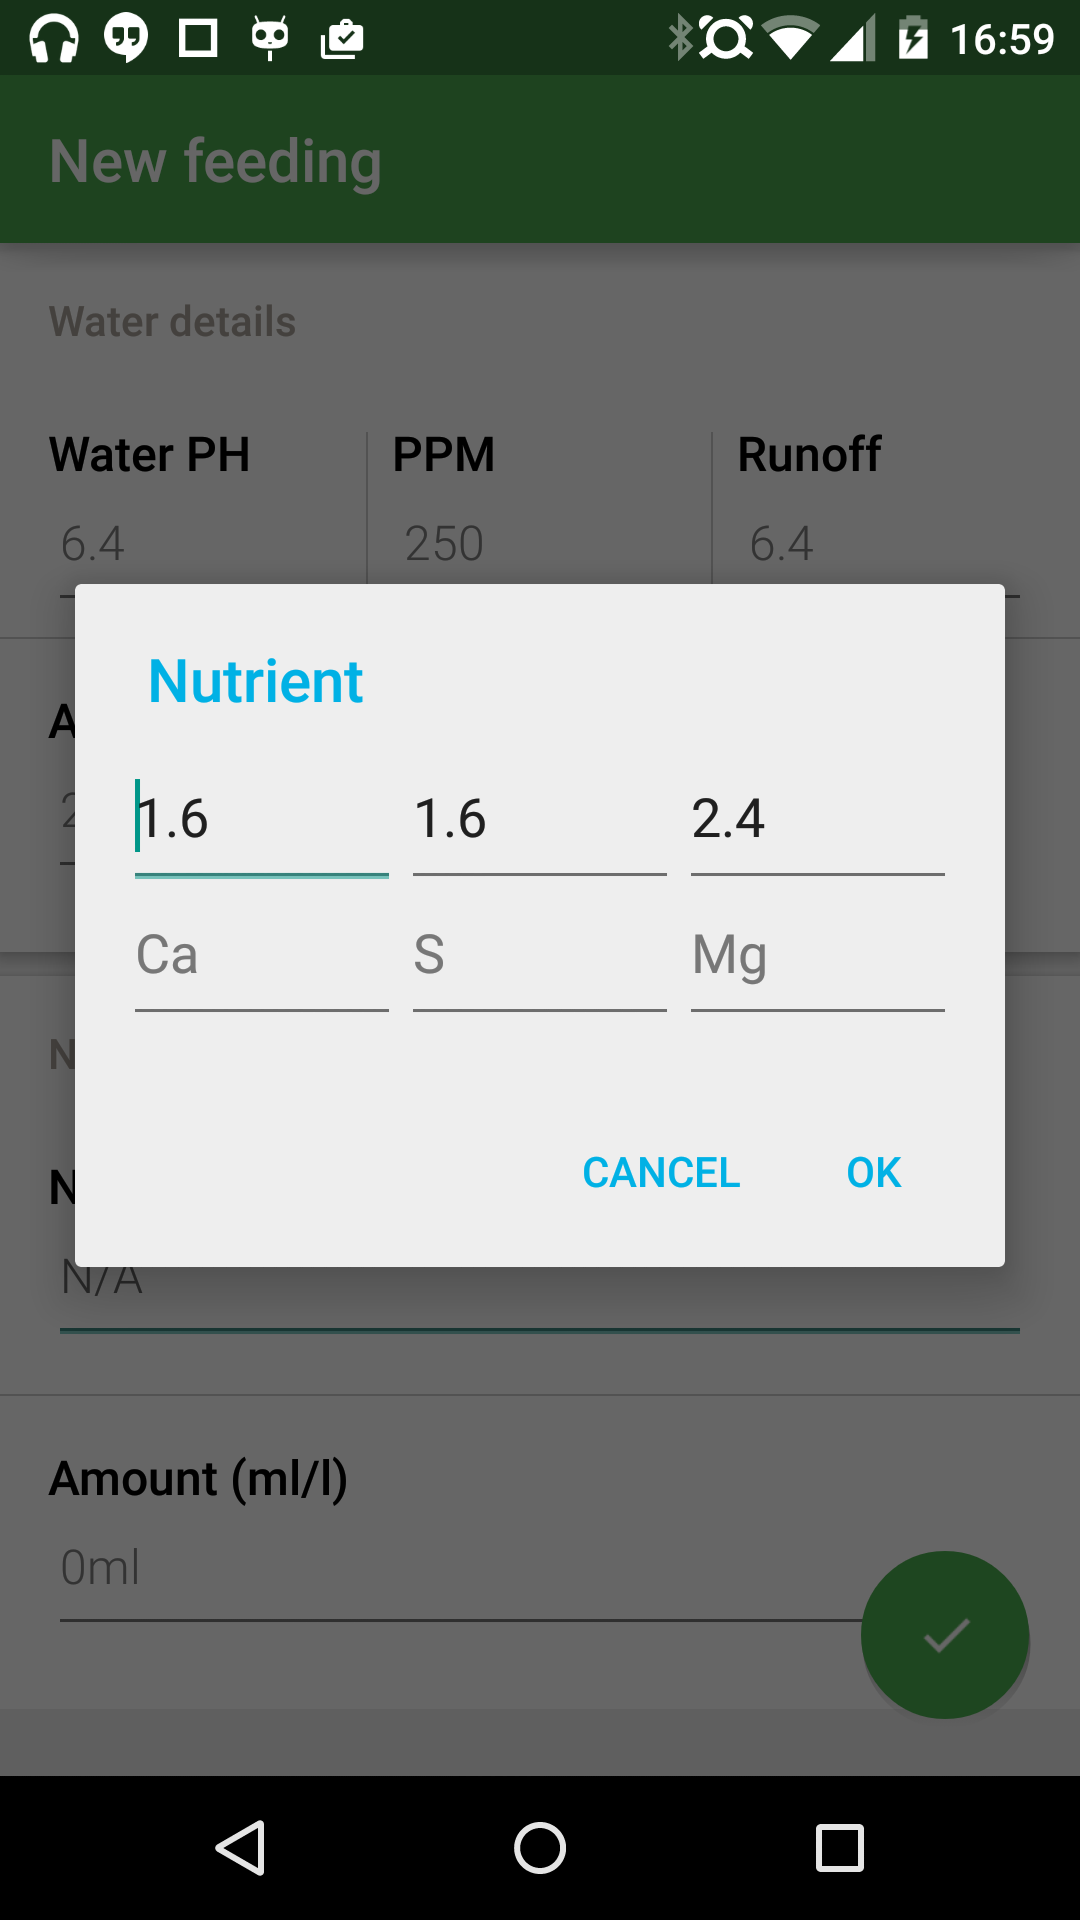 16:59
New feeding
Water details
Water PH PPM Runoff
6.4 250 6.4
Nutrient
1.6 1.6 2.4
Ca S Mg
CANCEL OK
N/A
Amount (ml/l)
0ml